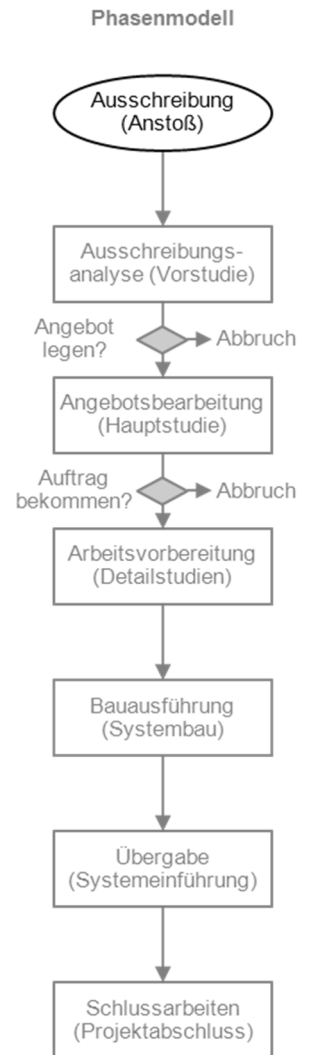 Phasenmodell
Ausschreibung
(Anstoß)
Ausschreibungs-
analyse (Vorstudie)
Angebot
legen?
Abbruch
Angebotsbearbeitung
(Hauptstudie)
Auftrag
bekommen?
Abbruch
Arbeitsvorbereitung
(Detailstudien)
Bauausführung
(Systembau)
Übergabe
(Systemeinführung)
Schlussarbeiten
(Projektabschluss)